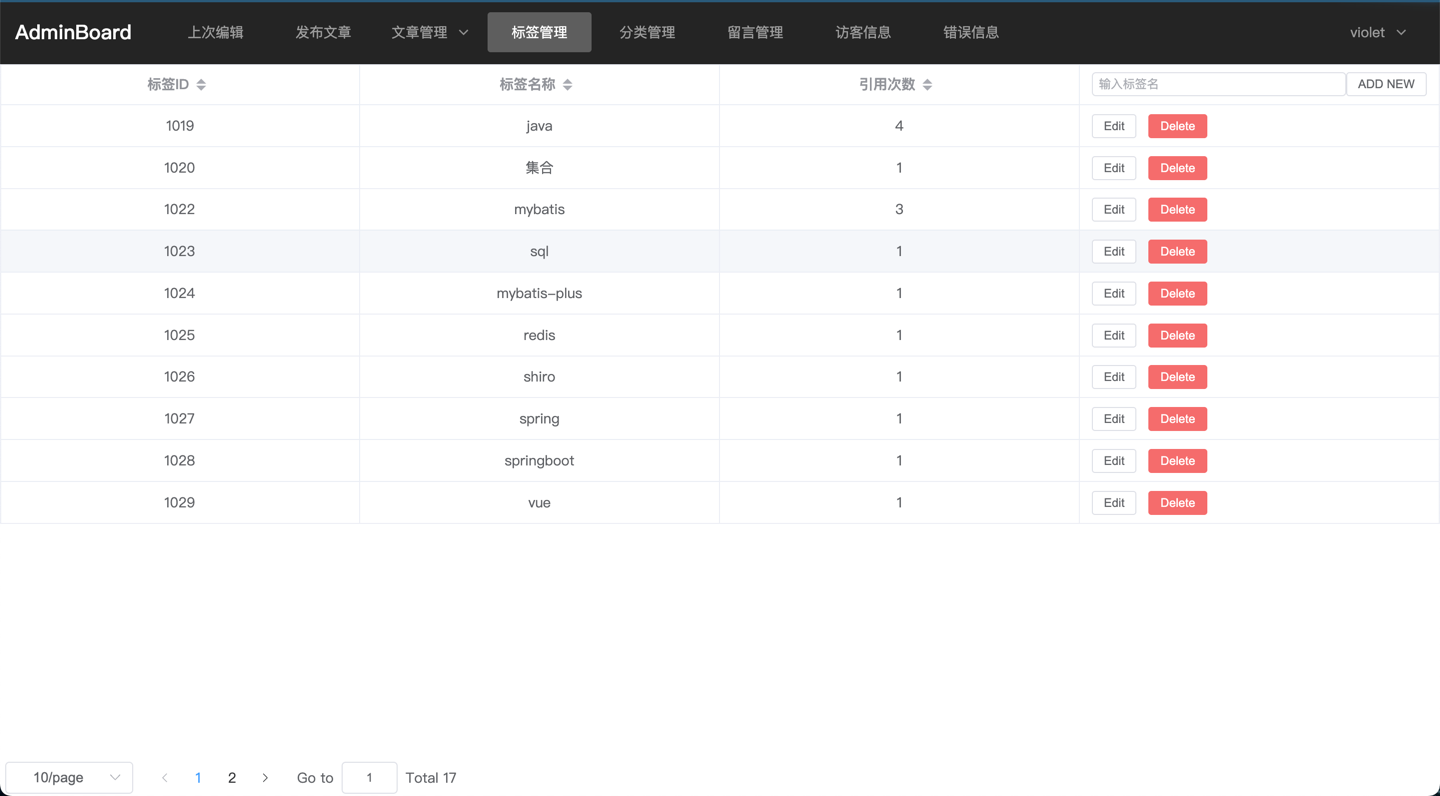 AdminBoard 上次编辑 发布文章 文章管理 标签管理 分类管理 留言管理 访客信息 错误信息 violet
标签ID 标签名称 引用次数 输入标签名 ADD NEW
1019 java 4 Edit Delete
1020 集合 1 Edit Delete
1022 mybatis 3 Edit Delete
1023 sql 1 Edit Delete
1024 mybatis-plus 1 Edit Delete
1025 redis 1 Edit Delete
1026 shiro 1 Edit Delete
1027 spring 1 Edit Delete
1028 springboot 1 Edit Delete
1029 vue 1 Edit Delete
10/page 1 2 Go to 1 Total 17